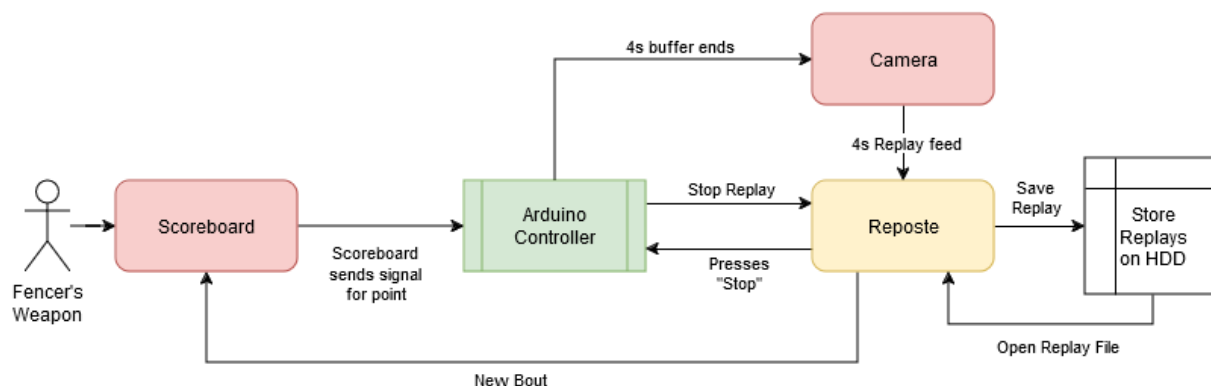 4s buffer ends
Camera
4s Replay feed
Fencer's
Weapon
Scoreboard
Scoreboard
sends signal
for point
Arduino
Controller
Stop Replay
Presses
"Stop"
Reposte
Save
Replay
Store
Replays
on HDD
Open Replay File
New Bout